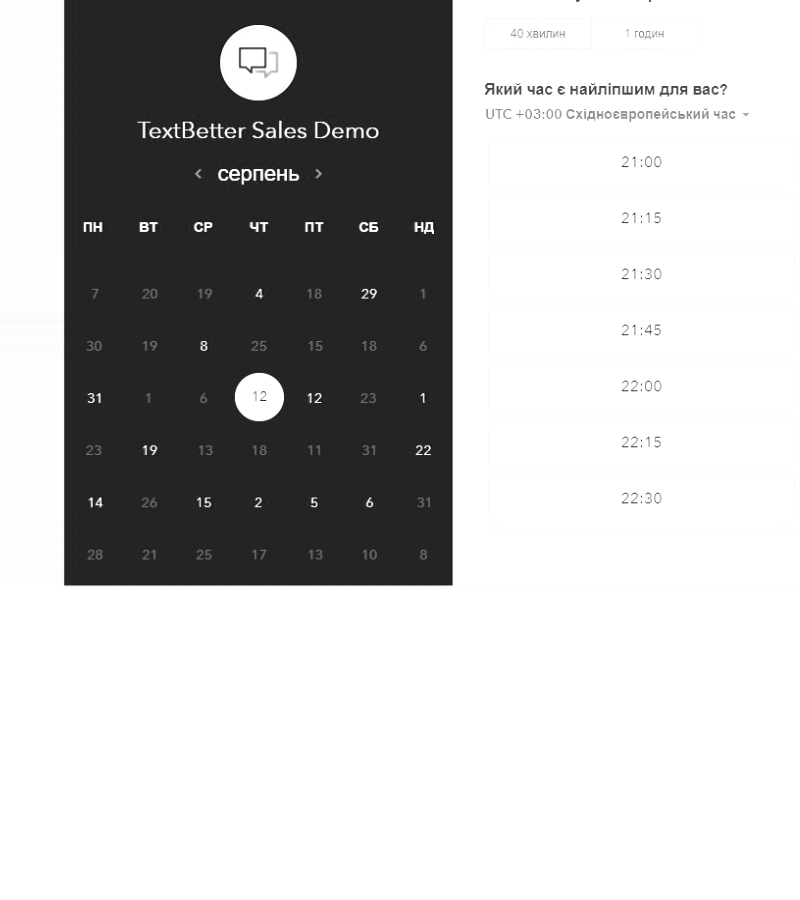 TextBetter Sales Demo
серпень
ПН ВТ СР ЧТ ПТ СБ НД
7 20 19 4 18 29 1
30 19 8 25 15 18 6
31 1 6 12 12 23 1
23 19 13 18 11 31 22
14 26 15 2 5 6 31
28 21 25 17 13 10 8
40 хвилин 1 годин
Який час є найліпшим для вас?
UTC +03:00 Східноєвропейський час
21:00
21:15
21:30
21:45
22:00
22:15
22:30